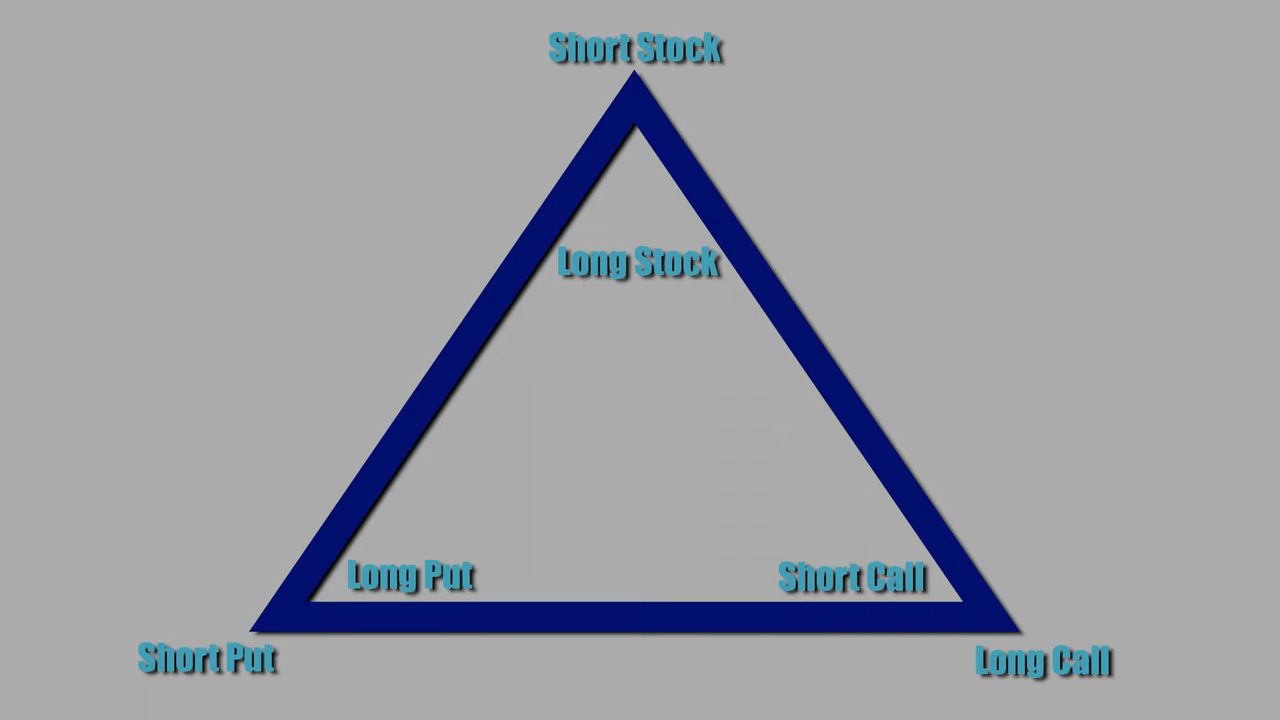 Short Stock
Long Stock
Long Put
Short Call
Short Put
Long Call